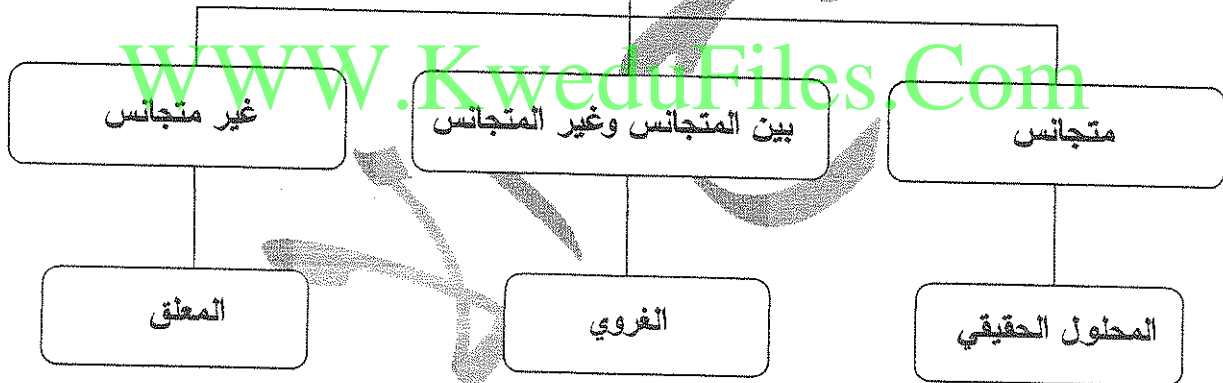 WWW.KweduFiles.Com
متجانس
بين المتجانس وغير المتجانس
غير متجانس
المحلول الحقيقي
الغروي
المعلق